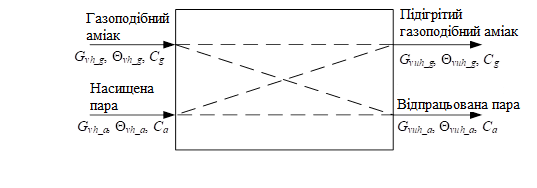 Газоподібний
аміак
Gvh_g, Θvh_g, Cg
Насищена
пара
Gvh_a, Θvh_a, Ca
Підігрітий
газоподібний аміак
Gvuh_g, Θvuh_g, Cg
Відпрацьована пара
Gvuh_a, Θvuh_a, Ca